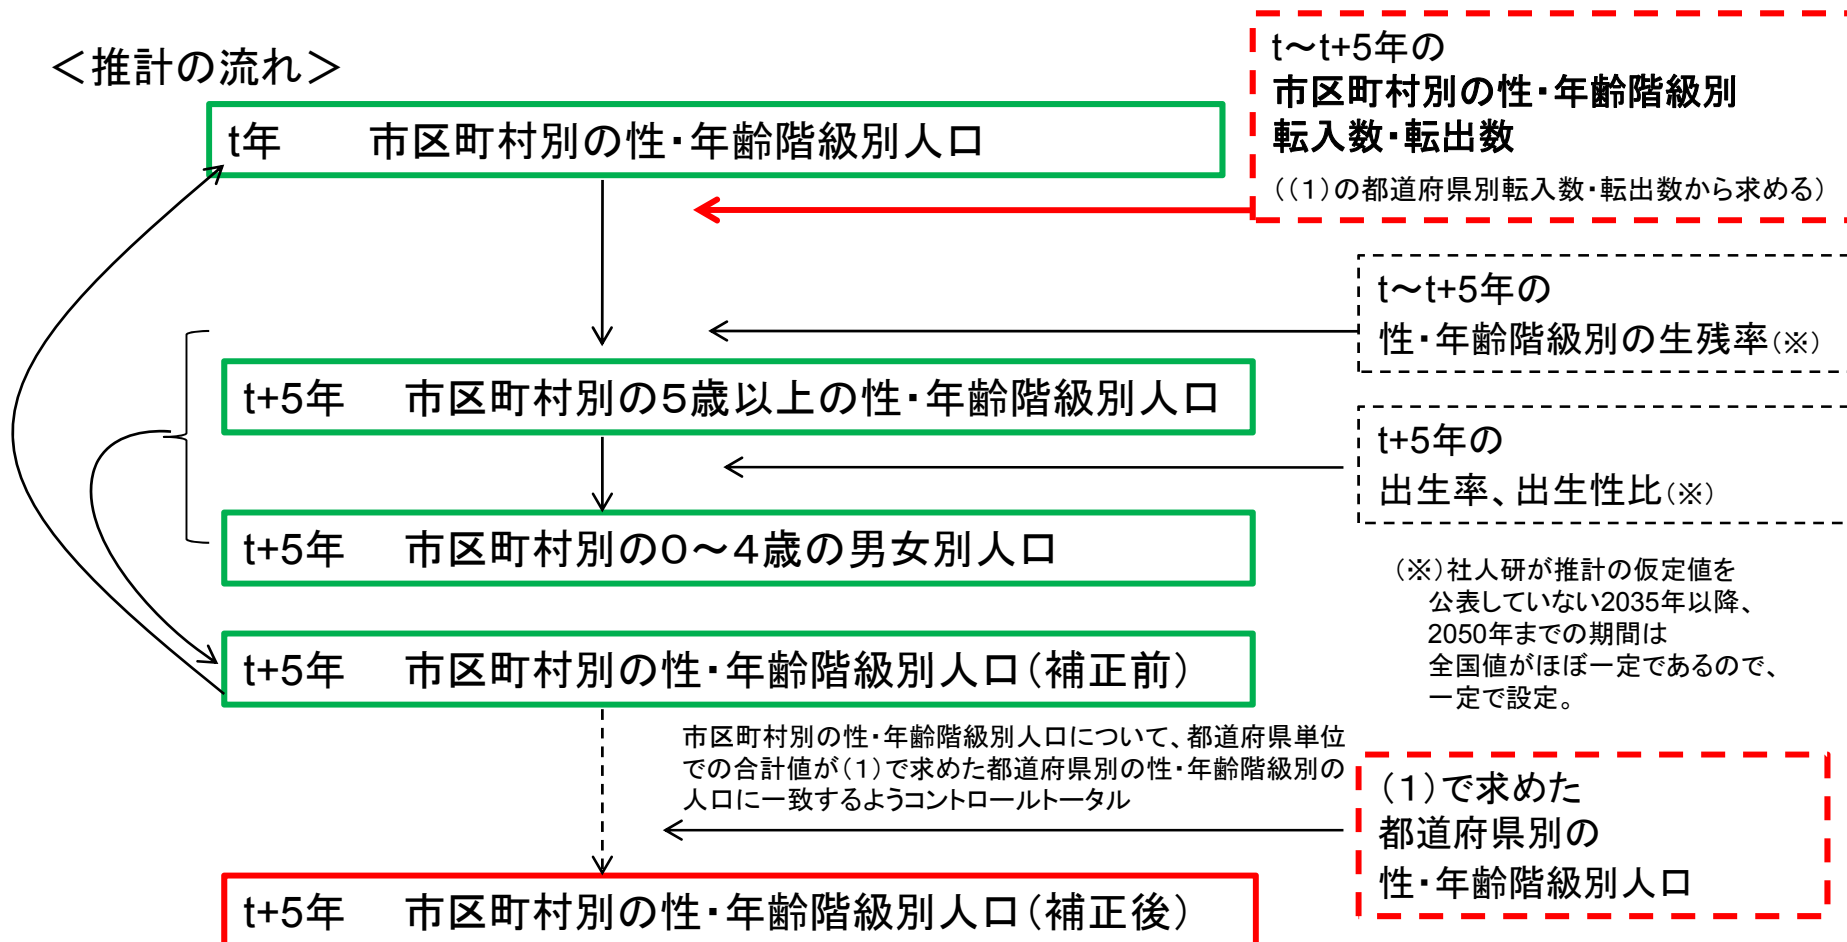 ＜推計の流れ＞
t年　　市区町村別の性・年齢階級別人口
t～t+5年の
市区町村別の性・年齢階級別
転入数・転出数
（（１）の都道府県別転入数・転出数から求める）
t～t+5年の
性・年齢階級別の生残率（※）
t+5年　市区町村別の５歳以上の性・年齢階級別人口
t+5年の
出生率、出生性比（※）
t+5年　市区町村別の０～４歳の男女別人口
（※）社人研が推計の仮定値を
公表していない2035年以降、
2050年までの期間は
全国値がほぼ一定であるので、
一定で設定。
t+5年　市区町村別の性・年齢階級別人口（補正前）
市区町村別の性・年齢階級別人口について、都道府県単位
での合計値が（１）で求めた都道府県別の性・年齢階級別の
人口に一致するようコントロールトータル
（１）で求めた
都道府県別の
性・年齢階級別人口
t+5年　市区町村別の性・年齢階級別人口（補正後）